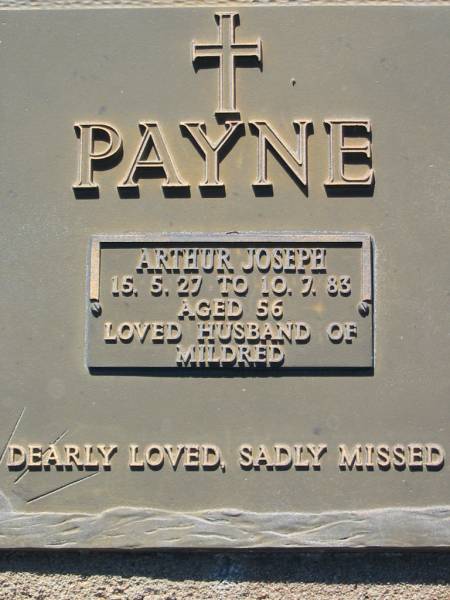 PAYNE
ARTHUR JOSEPH
15. 5. 27 TO 10. 7. 83
AGED 56
LOVED HUSBAND OF
MILDRED
DEARLY LOVED, SADLY MISSED